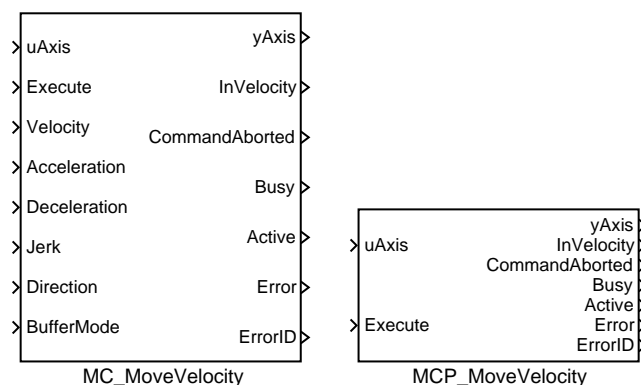 uAxis
Execute
Velocity
Acceleration
Deceleration
Jerk
Direction
BufferMode
yAxis
InVelocity
CommandAborted
Busy
Active
Error
ErrorID
MC_MoveVelocity
uAxis
Execute
yAxis
InVelocity
CommandAborted
Busy
Active
Error
ErrorID
MCP_MoveVelocity